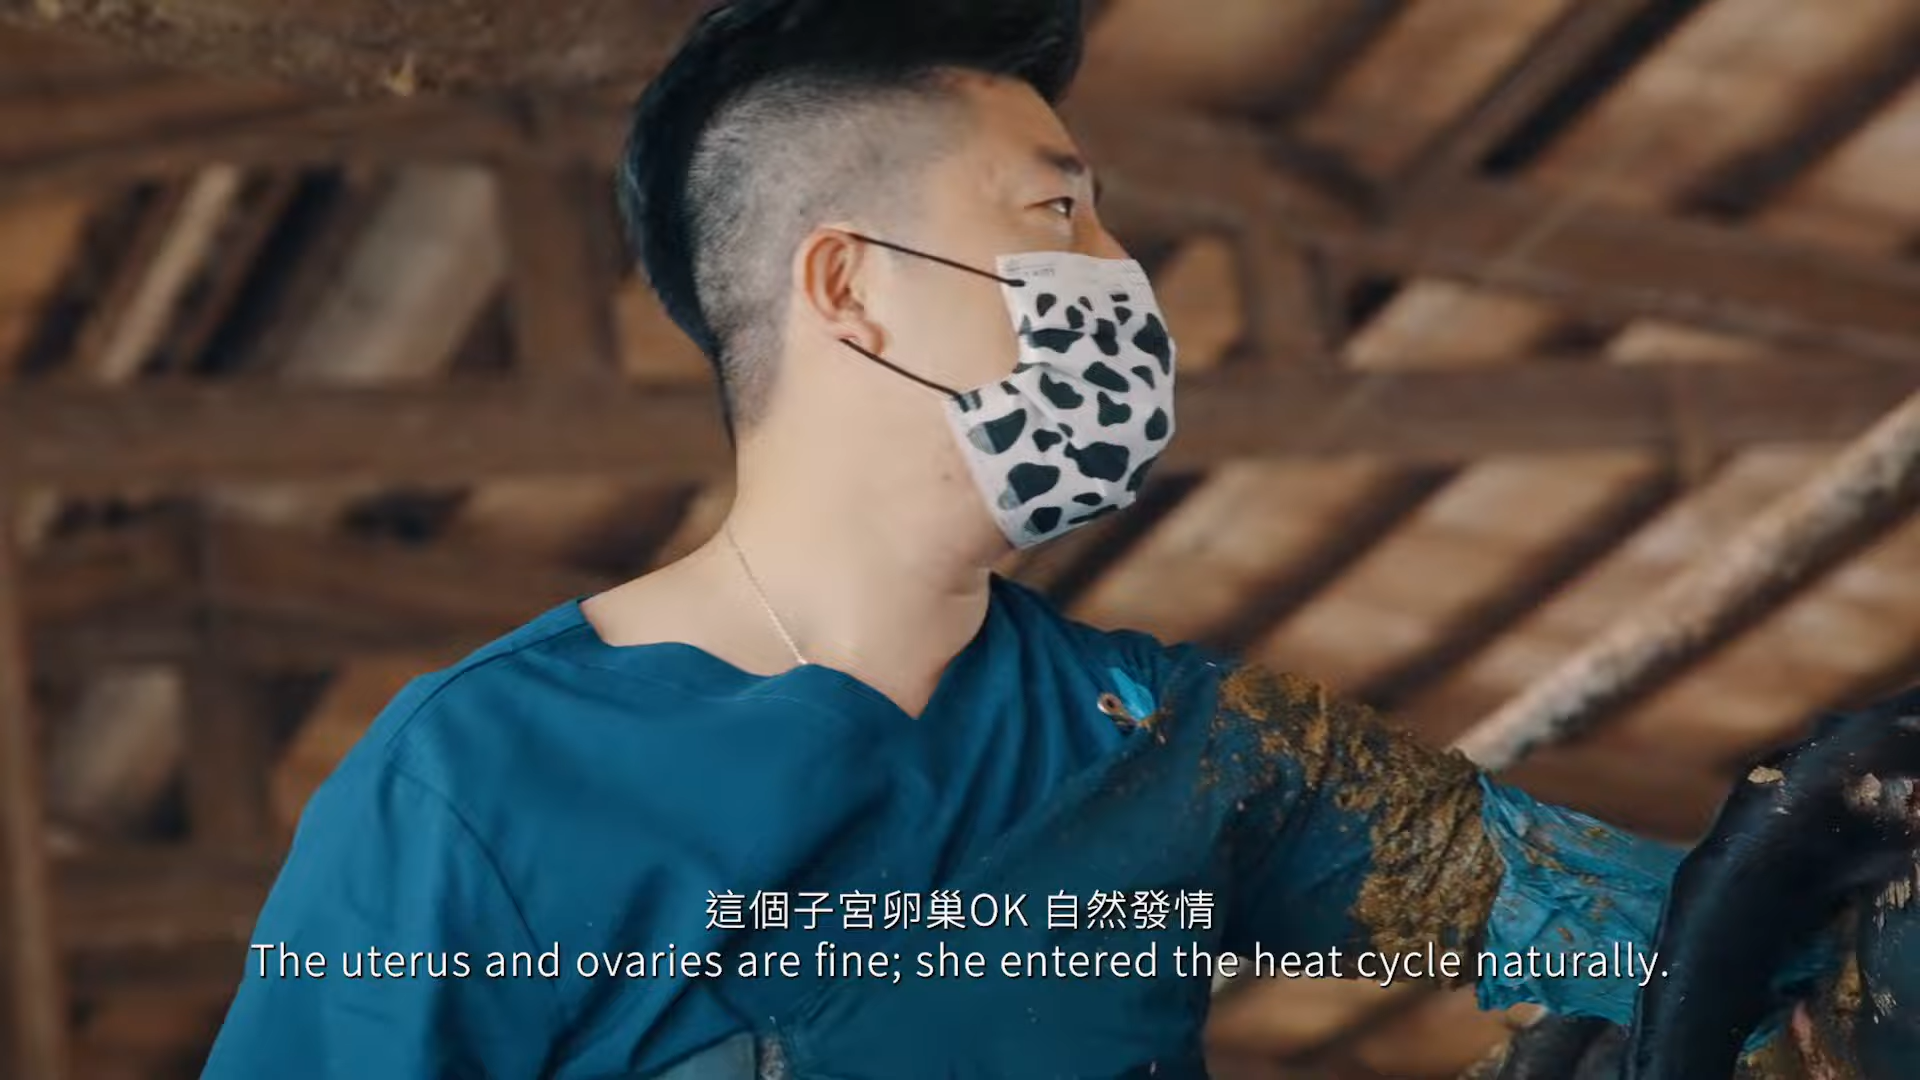 這個子宮卵巢OK 自然發情
The uterus and ovaries are fine; she entered the heat cycle naturally.